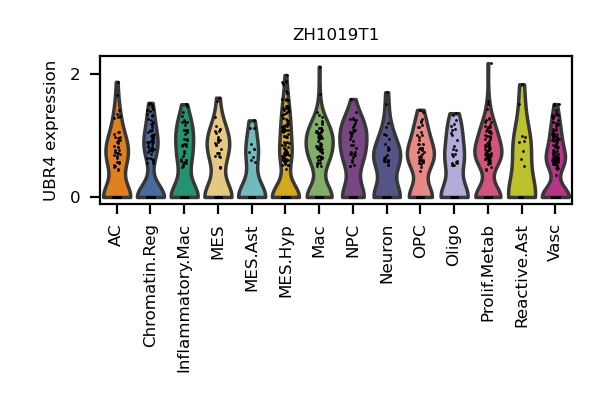 ZH1019T1
UBR4 expression
2
0
AC
Chromatin.Reg
Inflammatory.Mac
MES
MES.Ast
MES.Hyp
Mac
NPC
Neuron
OPC
Oligo
Prolif.Metab
Reactive.Ast
Vasc